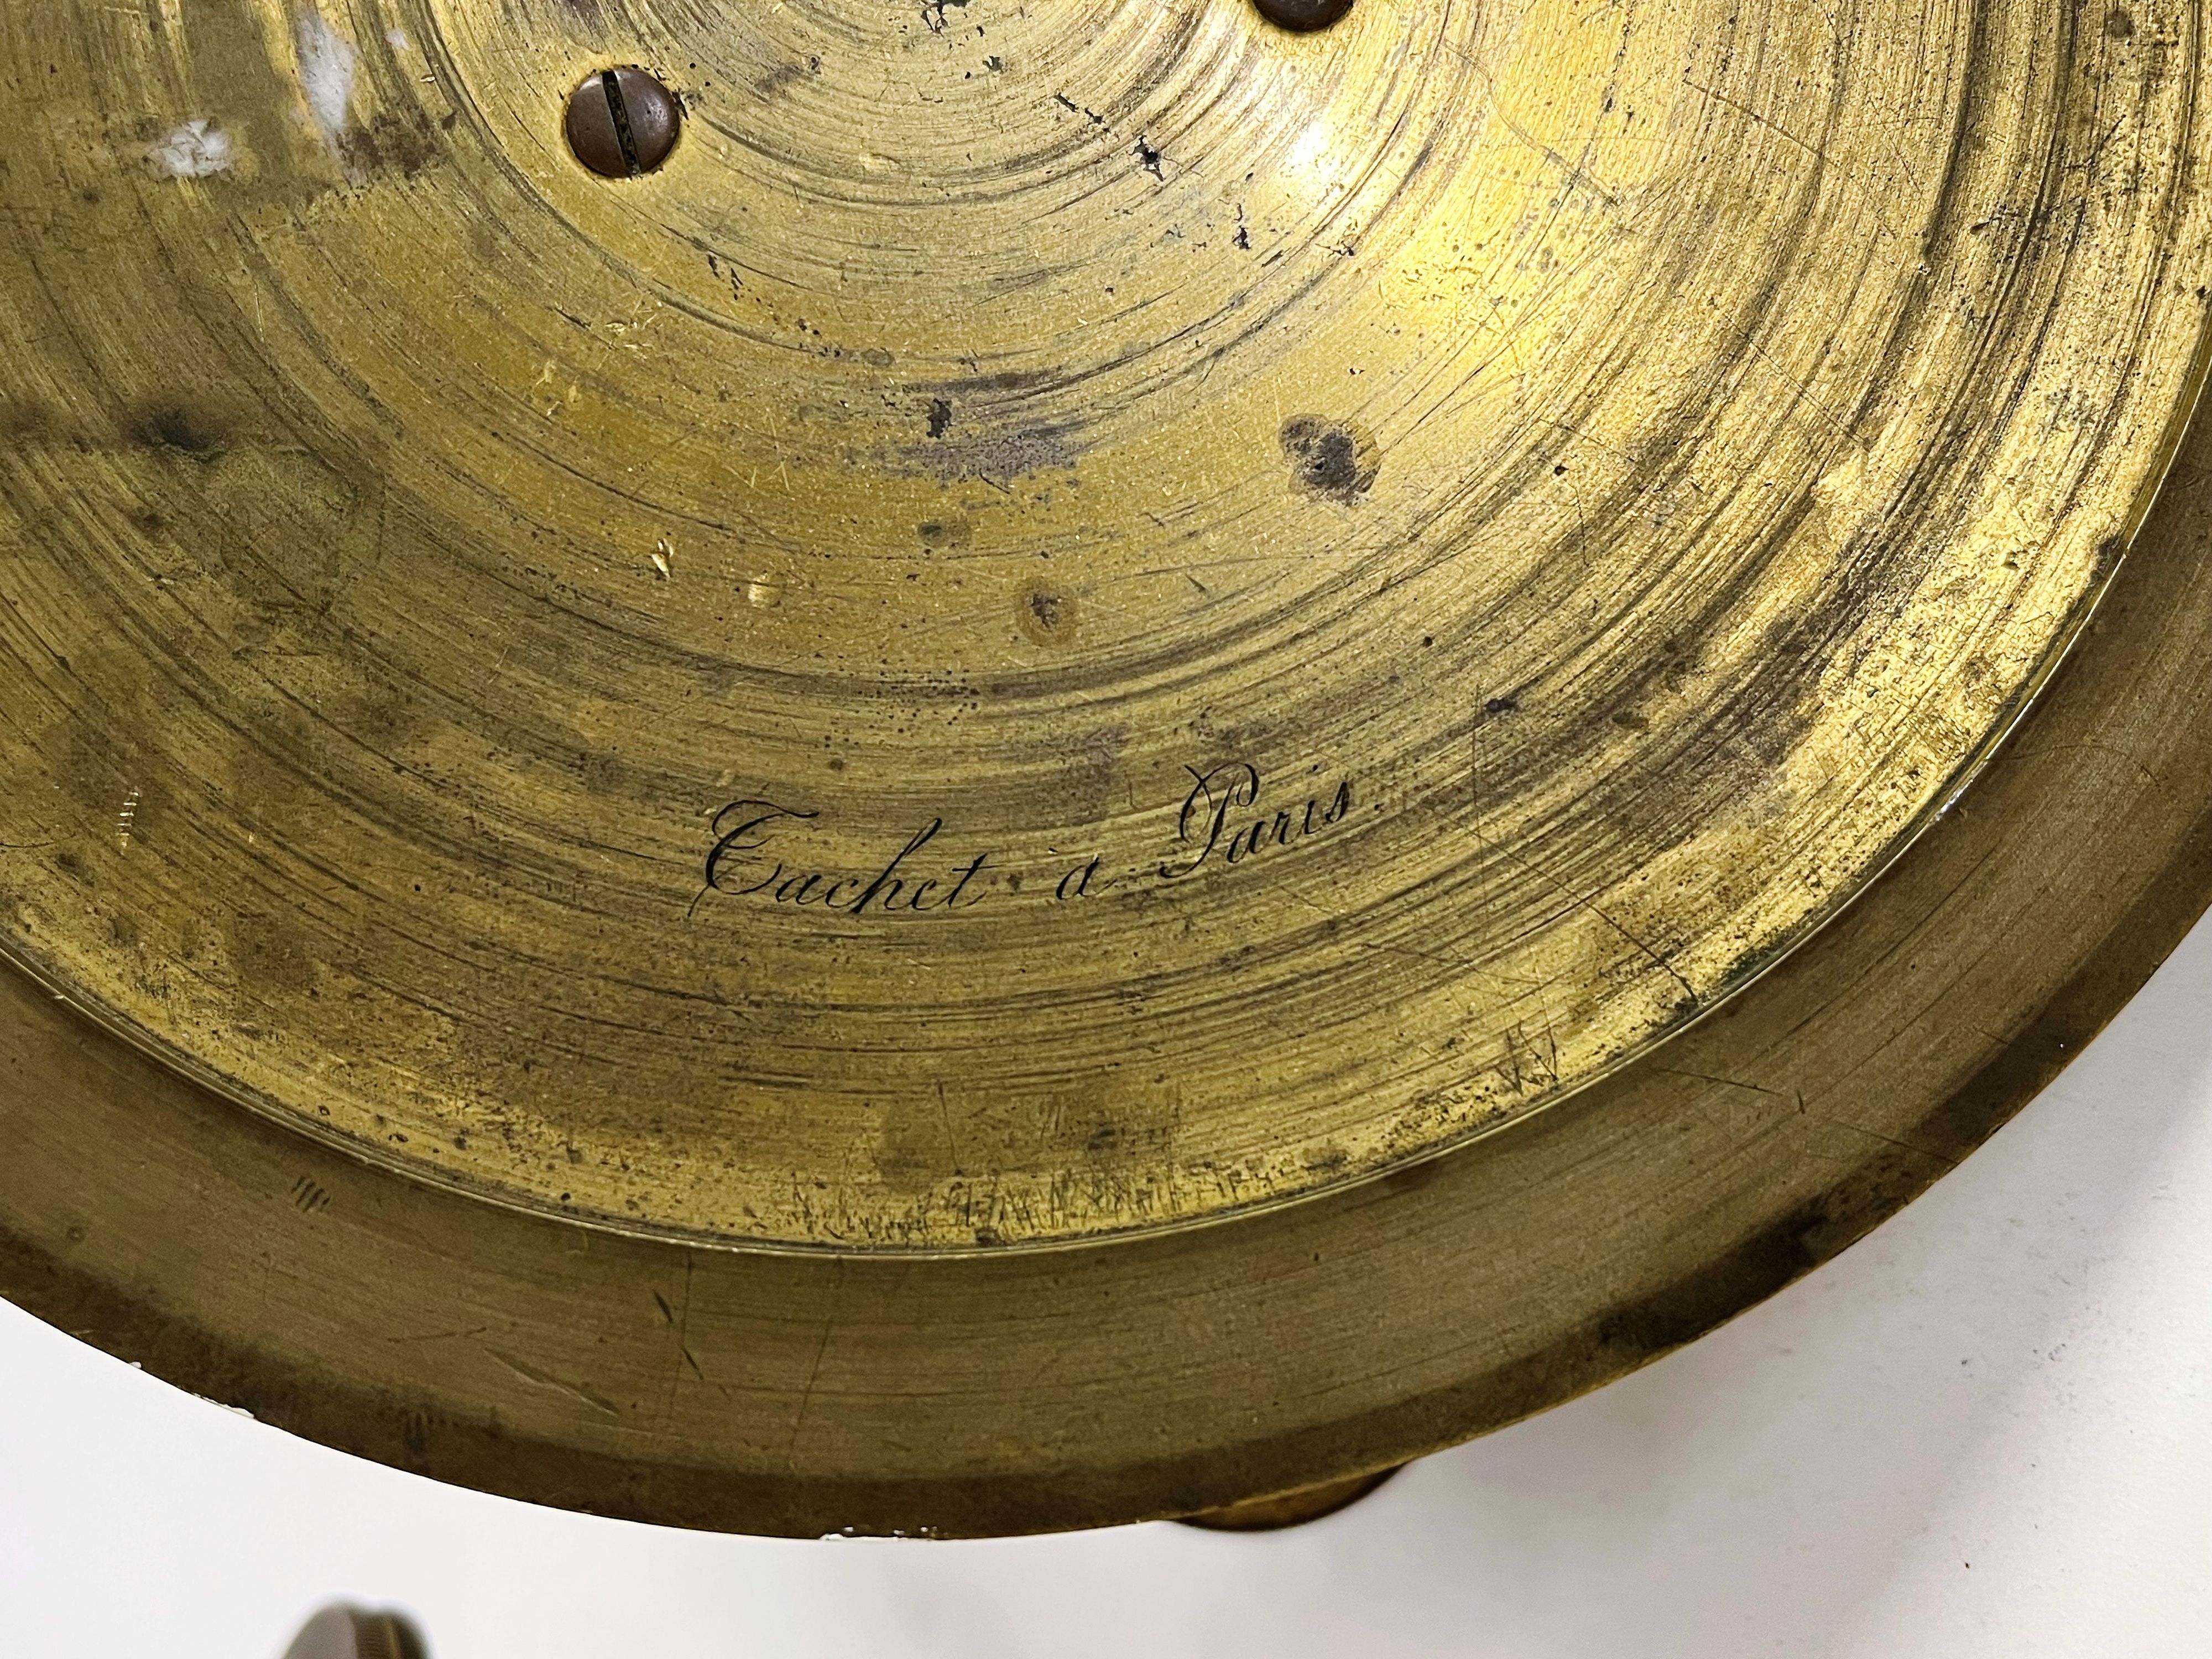 Tachet à Paris.